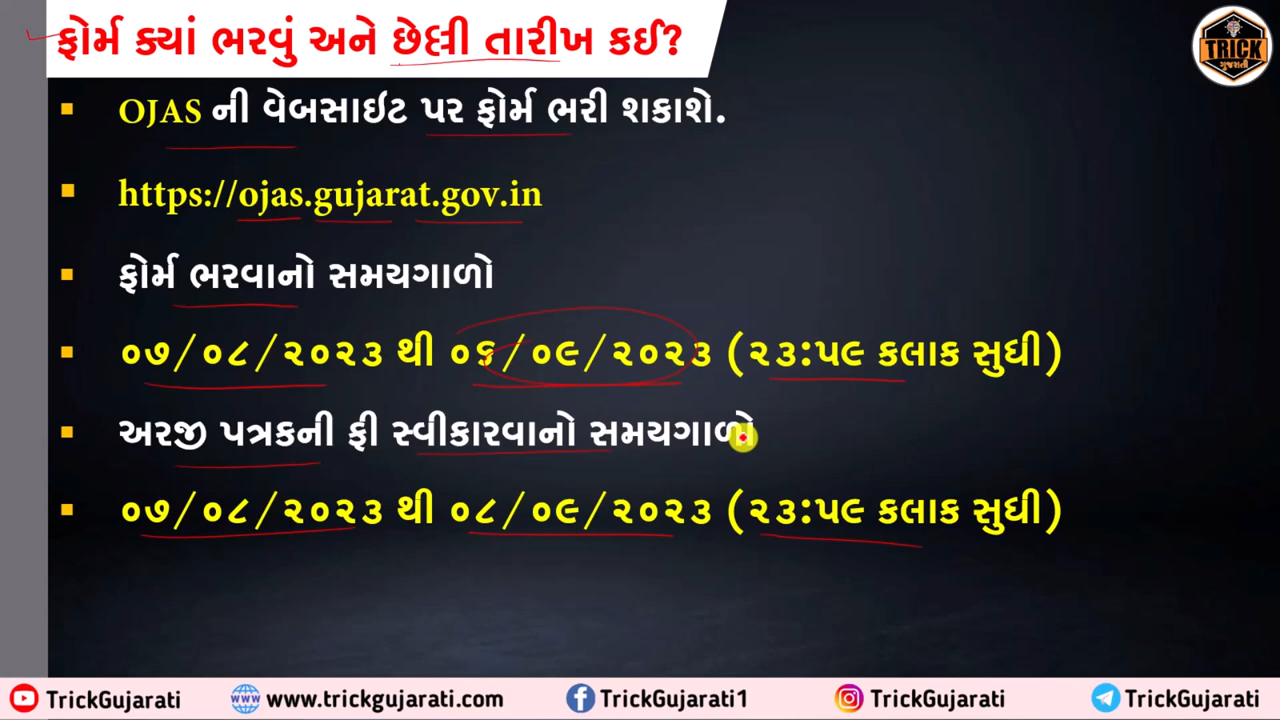 ફોર્મ ક્યાં ભરવું અને છેલ્લી તારીખ કઈ?
TRICK
ગુજરાતી
OJAS ની વેબસાઈટ પર ફોર્મ ભરી શકાશે.
https://ojas.gujarat.gov.in
ફોર્મ ભરવાનો સમયગાળો
૦૭/૦૮/૨૦૨૩ થી ૦૬/૦૯/૨૦૨૩ (૨૩:૫૯ કલાક સુધી)
અરજી પત્રકની ફી સ્વીકારવાનો સમયગાળો
૦૭/૦૮/૨૦૨૩ થી ૦૮/૦૯/૨૦૨૩ (૨૩:૫૯ કલાક સુધી)
TrickGujarati www.trickgujarati.com TrickGujarati1 TrickGujarati TrickGujarati